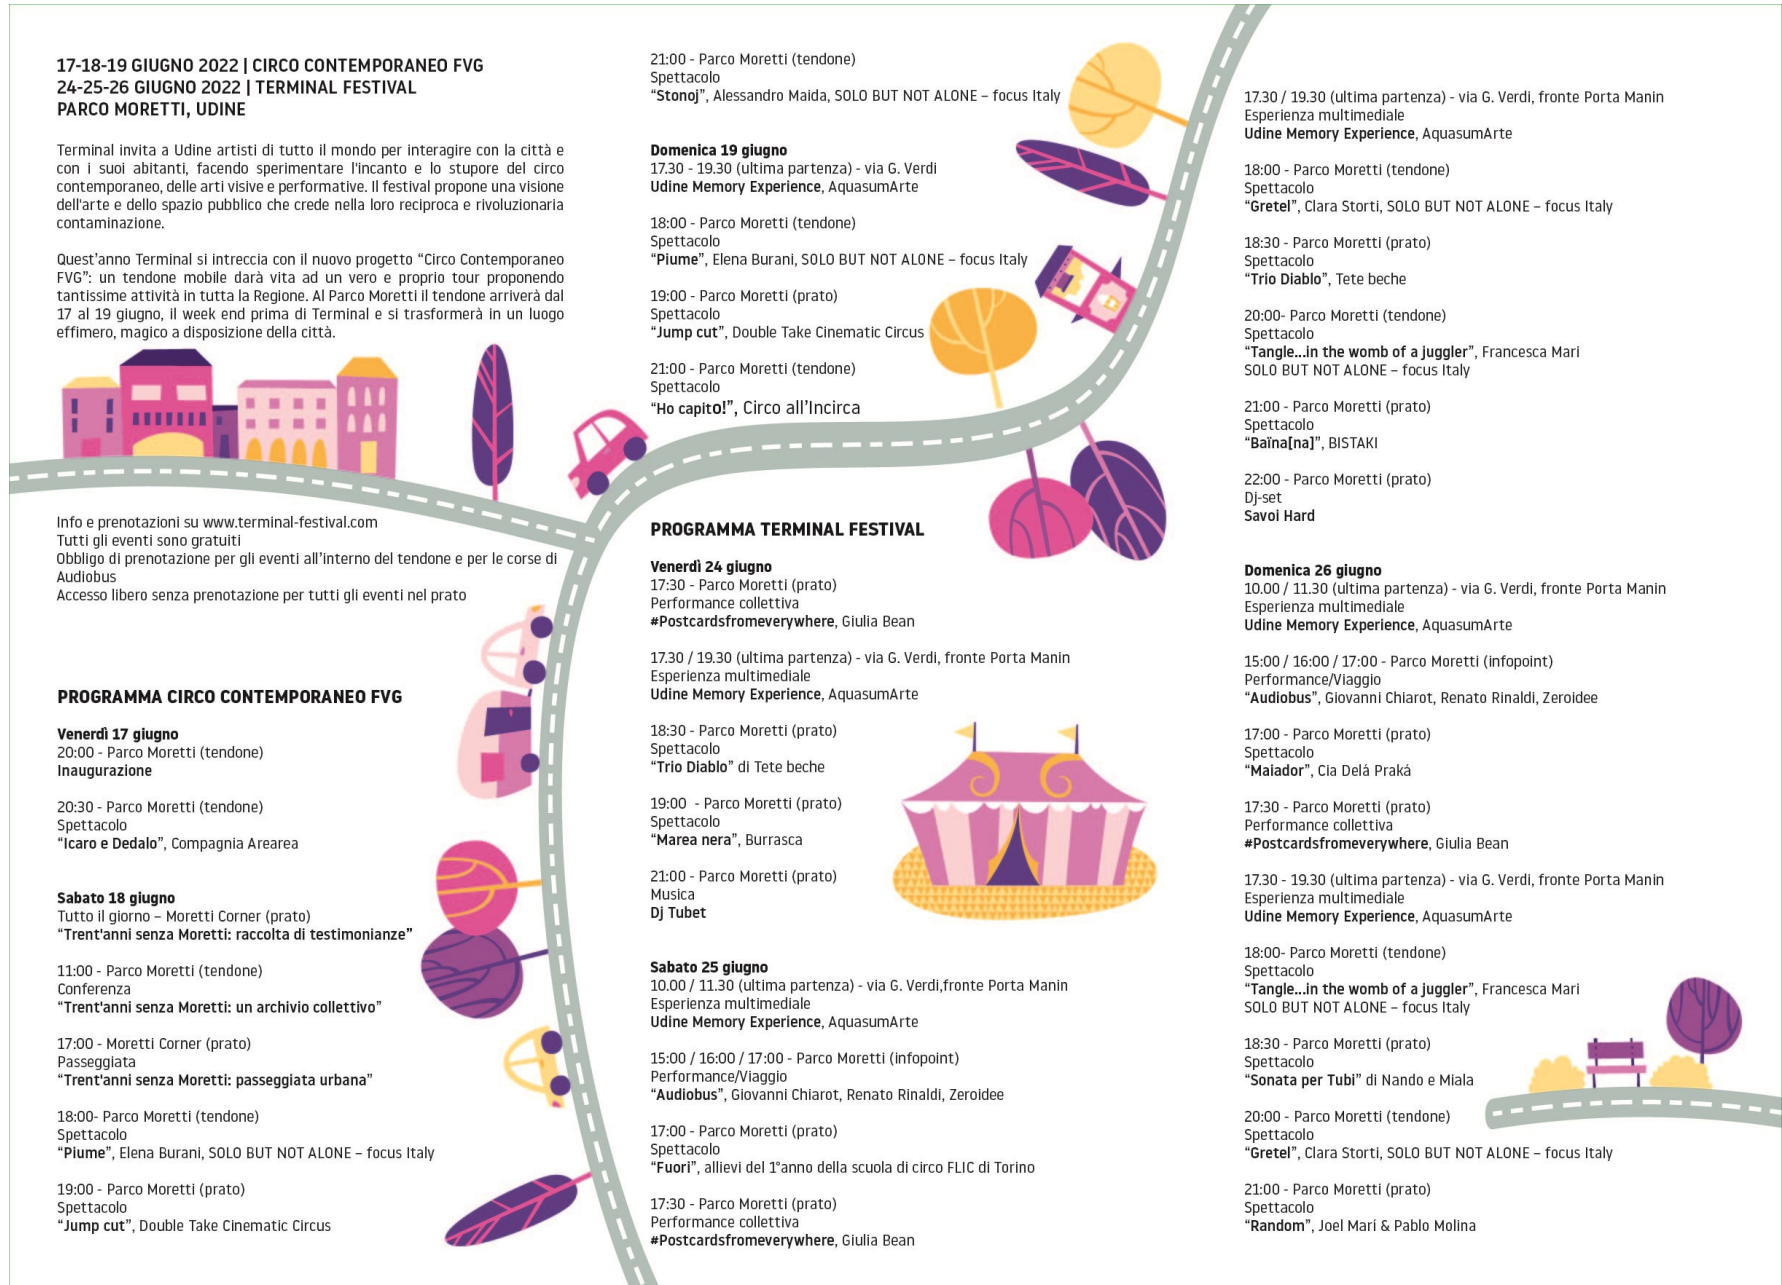 17-18-19 GIUGNO 2022 | CIRCO CONTEMPORANEO FVG
24-25-26 GIUGNO 2022 | TERMINAL FESTIVAL
PARCO MORETTI, UDINE
Terminal invita a Udine artisti di tutto il mondo per interagire con la città e
con i suoi abitanti, facendo sperimentare l'incanto e lo stupore del circo
contemporaneo, delle arti visive e performative. Il festival propone una visione
dell'arte e dello spazio pubblico che crede nella loro reciproca e rivoluzionaria
contaminazione.
Quest’anno Terminal si intreccia con il nuovo progetto “Circo Contemporaneo
FVG”: un tendone mobile darà vita ad un vero e proprio tour proponendo
tantissime attività in tutta la Regione. Al Parco Moretti il tendone arriverà dal
17 al 19 giugno, il week end prima di Terminal e si trasformerà in un luogo
effimero, magico a disposizione della città.
Info e prenotazioni su www.terminal-festival.com
Tutti gli eventi sono gratuiti
Obbligo di prenotazione per gli eventi all’interno del tendone e per le corse di
Audiobus
Accesso libero senza prenotazione per tutti gli eventi nel prato
PROGRAMMA CIRCO CONTEMPORANEO FVG
Venerdì 17 giugno
20:00 - Parco Moretti (tendone)
Inaugurazione
20:30 - Parco Moretti (tendone)
Spettacolo
“Icaro e Dedalo”, Compagnia Arearea
Sabato 18 giugno
Tutto il giorno – Moretti Corner (prato)
“Trent'anni senza Moretti: raccolta di testimonianze”
11:00 - Parco Moretti (tendone)
Conferenza
“Trent'anni senza Moretti: un archivio collettivo”
17:00 - Moretti Corner (prato)
Passeggiata
“Trent'anni senza Moretti: passeggiata urbana”
18:00- Parco Moretti (tendone)
Spettacolo
“Piume”, Elena Burani, SOLO BUT NOT ALONE – focus Italy
19:00 - Parco Moretti (prato)
Spettacolo
“Jump cut”, Double Take Cinematic Circus
21:00 - Parco Moretti (tendone)
Spettacolo
“Stonoj”, Alessandro Maida, SOLO BUT NOT ALONE – focus Italy
Domenica 19 giugno
17.30 - 19.30 (ultima partenza) - via G. Verdi
Udine Memory Experience, AquasumArte
18:00 - Parco Moretti (tendone)
Spettacolo
“Piume”, Elena Burani, SOLO BUT NOT ALONE – focus Italy
19:00 - Parco Moretti (prato)
Spettacolo
“Jump cut”, Double Take Cinematic Circus
21:00 - Parco Moretti (tendone)
Spettacolo
“Ho capito!”, Circo all’Incirca
PROGRAMMA TERMINAL FESTIVAL
Venerdì 24 giugno
17:30 - Parco Moretti (prato)
Performance collettiva
#Postcardsfromeverywhere, Giulia Bean
17.30 / 19.30 (ultima partenza) - via G. Verdi, fronte Porta Manin
Esperienza multimediale
Udine Memory Experience, AquasumArte
18:30 - Parco Moretti (prato)
Spettacolo
“Trio Diablo” di Tete beche
19:00 - Parco Moretti (prato)
Spettacolo
“Marea nera”, Burrasca
21:00 - Parco Moretti (prato)
Musica
Dj Tubet
Sabato 25 giugno
10.00 / 11.30 (ultima partenza) - via G. Verdi,fronte Porta Manin
Esperienza multimediale
Udine Memory Experience, AquasumArte
15:00 / 16:00 / 17:00 - Parco Moretti (infopoint)
Performance/Viaggio
“Audiobus”, Giovanni Chiarot, Renato Rinaldi, Zeroidee
17:00 - Parco Moretti (prato)
Spettacolo
“Fuori”, allievi del 1°anno della scuola di circo FLIC di Torino
17:30 - Parco Moretti (prato)
Performance collettiva
#Postcardsfromeverywhere, Giulia Bean
17.30 / 19.30 (ultima partenza) - via G. Verdi, fronte Porta Manin
Esperienza multimediale
Udine Memory Experience, AquasumArte
18:00 - Parco Moretti (tendone)
Spettacolo
“Gretel”, Clara Storti, SOLO BUT NOT ALONE – focus Italy
18:30 - Parco Moretti (prato)
Spettacolo
“Trio Diablo”, Tete beche
20:00- Parco Moretti (tendone)
Spettacolo
“Tangle...in the womb of a juggler”, Francesca Mari
SOLO BUT NOT ALONE – focus Italy
21:00 - Parco Moretti (prato)
Spettacolo
“Baïna[na]”, BISTAKI
22:00 - Parco Moretti (prato)
Dj-set
Savoi Hard
Domenica 26 giugno
10.00 / 11.30 (ultima partenza) - via G. Verdi, fronte Porta Manin
Esperienza multimediale
Udine Memory Experience, AquasumArte
15:00 / 16:00 / 17:00 - Parco Moretti (infopoint)
Performance/Viaggio
“Audiobus”, Giovanni Chiarot, Renato Rinaldi, Zeroidee
17:00 - Parco Moretti (prato)
Spettacolo
“Maiador”, Cia Delá Praká
17:30 - Parco Moretti (prato)
Performance collettiva
#Postcardsfromeverywhere, Giulia Bean
17.30 - 19.30 (ultima partenza) - via G. Verdi, fronte Porta Manin
Esperienza multimediale
Udine Memory Experience, AquasumArte
18:00- Parco Moretti (tendone)
Spettacolo
“Tangle...in the womb of a juggler”, Francesca Mari
SOLO BUT NOT ALONE – focus Italy
18:30 - Parco Moretti (prato)
Spettacolo
“Sonata per Tubi” di Nando e Miala
20:00 - Parco Moretti (tendone)
Spettacolo
“Gretel”, Clara Storti, SOLO BUT NOT ALONE – focus Italy
21:00 - Parco Moretti (prato)
Spettacolo
“Random”, Joel Marí & Pablo Molina